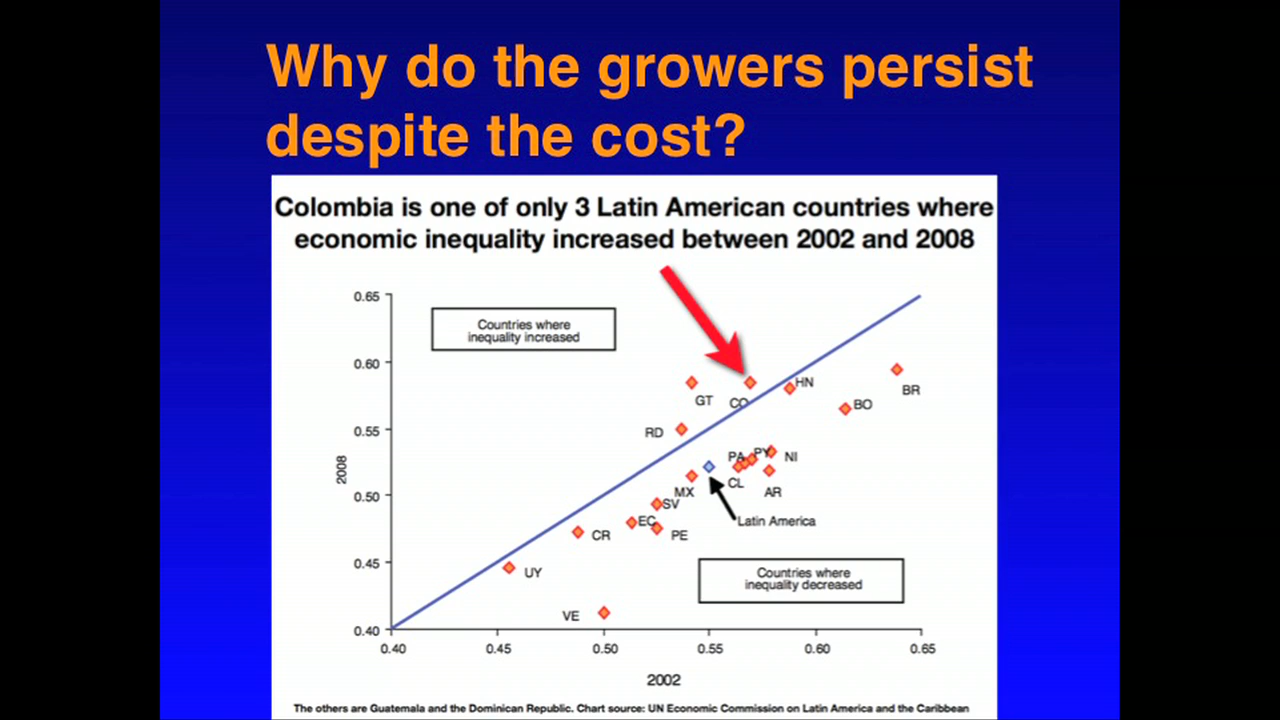 Why do the growers persist
despite the cost?
Colombia is one of only 3 Latin American countries where
economic inequality increased between 2002 and 2008
0.65
Countries where
inequality increased
0.60
HN
BR
GT
CO
BO
0.55
RD
PA
PY
NI
2008
CL
0.50
MX
AR
SV
EC
Latin America
CR
PE
0.45
UY
Countries where
inequality decreased
VE
0.40
0.40 0.45 0.50 0.55 0.60 0.65
2002
The others are Guatemala and the Dominican Republic. Chart source: UN Economic Commission on Latin America and the Caribbean